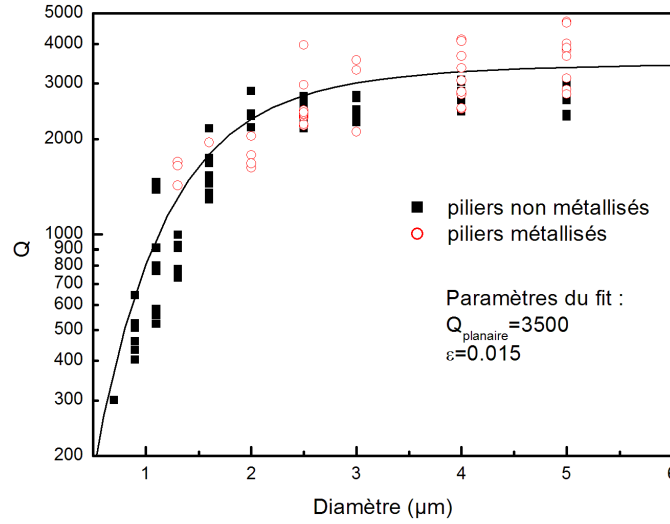 5000
4000
3000
2000
1000
900
800
700
600
500
400
300
200
Q
piliers non métallisés
piliers métallisés
Paramètres du fit :
Q_planaire=3500
ε=0.015
1 2 3 4 5 6
Diamètre (µm)